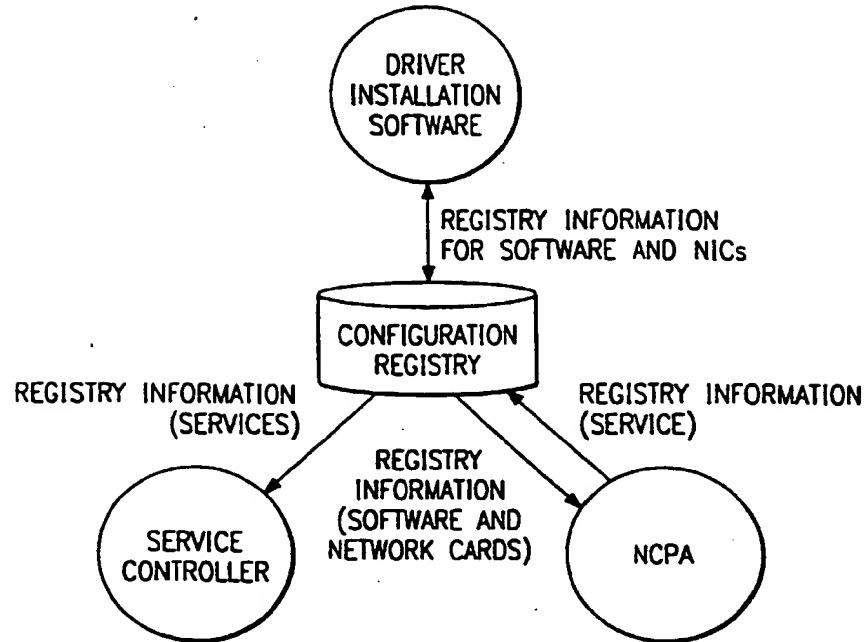 DRIVER
INSTALLATION
SOFTWARE
REGISTRY INFORMATION
FOR SOFTWARE AND NICs
CONFIGURATION
REGISTRY
REGISTRY INFORMATION
(SERVICES)
REGISTRY INFORMATION
(SERVICE)
REGISTRY
INFORMATION
(SOFTWARE AND
NETWORK CARDS)
SERVICE
CONTROLLER
NCPA